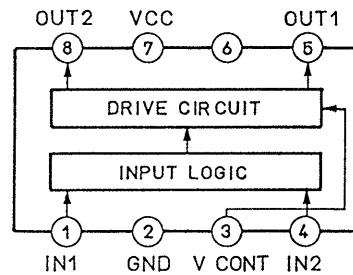 OUT2 VCC OUT1
8 7 6 5
DRIVE CIRCUIT
INPUT LOGIC
1 2 3 4
IN1 GND V CONT IN2